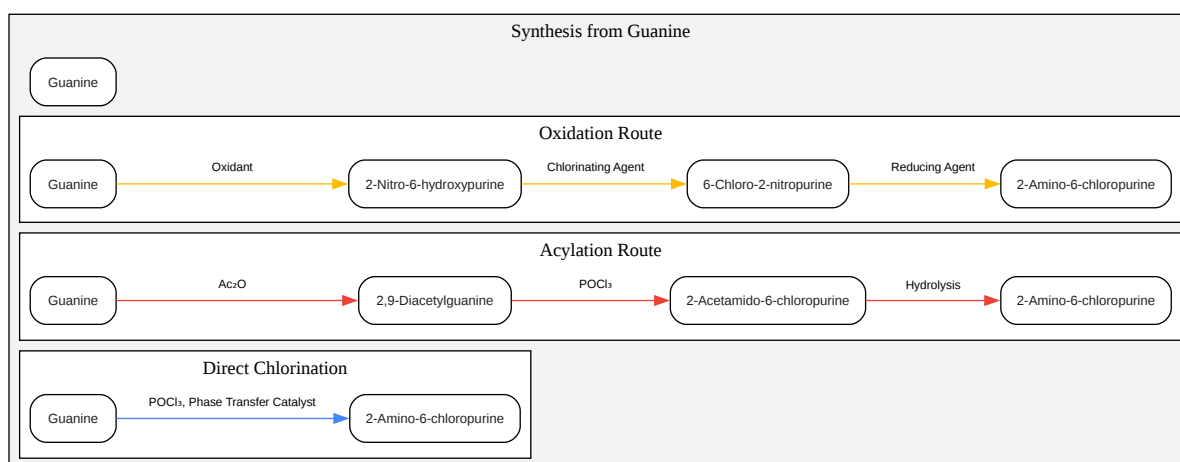 Synthesis from Guanine
Guanine
Oxidation Route
Oxidant
Chlorinating Agent
Reducing Agent
Guanine
2-Nitro-6-hydroxypurine
6-Chloro-2-nitropurine
2-Amino-6-chloropurine
Acylation Route
Ac₂O
POCl₃
Hydrolysis
Guanine
2,9-Diacetylguanine
2-Acetamido-6-chloropurine
2-Amino-6-chloropurine
Direct Chlorination
POCl₃, Phase Transfer Catalyst
Guanine
2-Amino-6-chloropurine